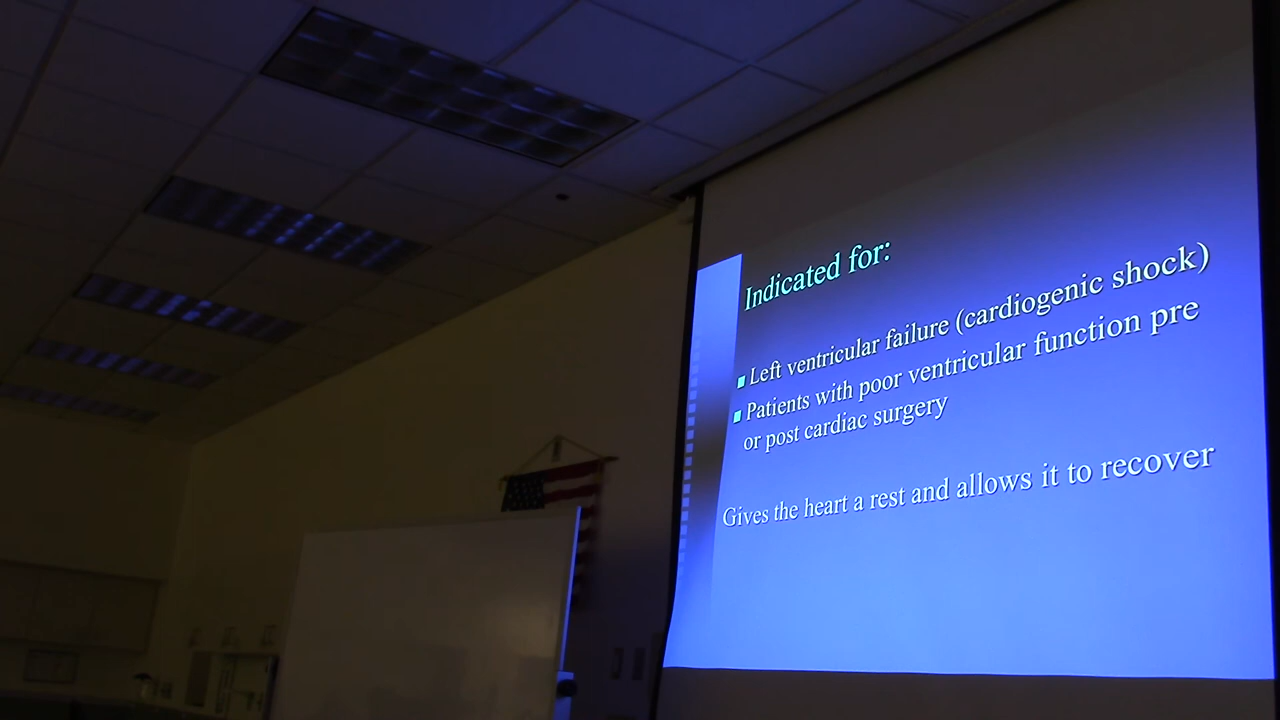 Indicated for:
Left ventricular failure (cardiogenic shock)
Patients with poor ventricular function pre
or post cardiac surgery
Gives the heart a rest and allows it to recover